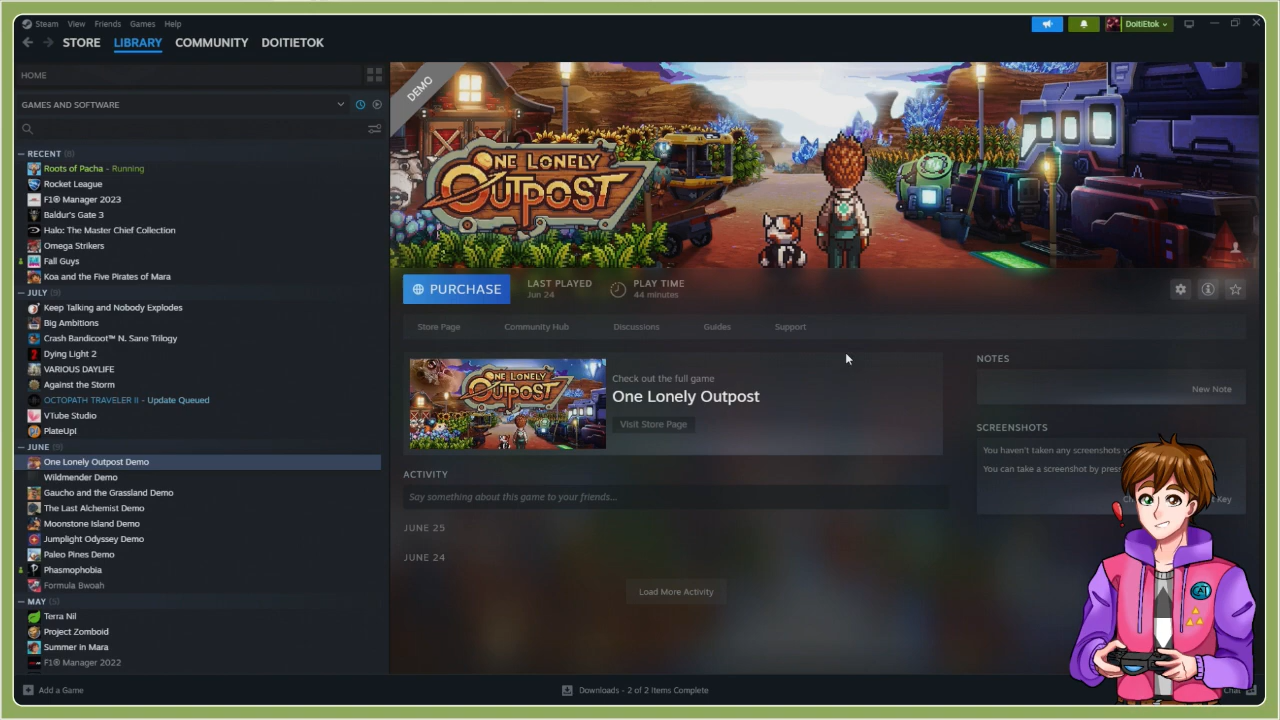 Steam View Friends Games Help
DoitiEtok
STORE LIBRARY COMMUNITY DOITIETOK
HOME
GAMES AND SOFTWARE
RECENT
Roots of Pacha - Running
Rocket League
F1® Manager 2023
Baldur's Gate 3
Halo: The Master Chief Collection
Omega Strikers
Fall Guys
Koa and the Five Pirates of Mara
JULY
Keep Talking and Nobody Explodes
Big Ambitions
Crash Bandicoot™ N. Sane Trilogy
Dying Light 2
VARIOUS DAYLIFE
Against the Storm
OCTOPATH TRAVELER II - Update Queued
VTube Studio
PlateUp!
JUNE
One Lonely Outpost Demo
Wildmender Demo
Gaucho and the Grassland Demo
The Last Alchemist Demo
Moonstone Island Demo
Jumplight Odyssey Demo
Paleo Pines Demo
Phasmophobia
Formula Bwoah
MAY
Terra Nil
Project Zomboid
Summer In Mara
F1® Manager 2022
Add a Game
DEMO
ONE LONELY
OUTPOST
PURCHASE
LAST PLAYED
Jun 24
PLAY TIME
44 minutes
Store Page Community Hub Discussions Guides Support
ONE LONELY
OUTPOST
Check out the full game
One Lonely Outpost
Visit Store Page
ACTIVITY
Say something about this game to your friends...
JUNE 25
JUNE 24
Load More Activity
NOTES
New Note
SCREENSHOTS
You haven't taken any screenshots
You can take a screenshot by press
Key
Downloads - 2 of 2 Items Complete
Chat